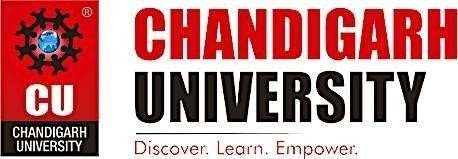 ®
CU
CHANDIGARH
UNIVERSITY
CHANDIGARH
UNIVERSITY
Discover. Learn. Empower.